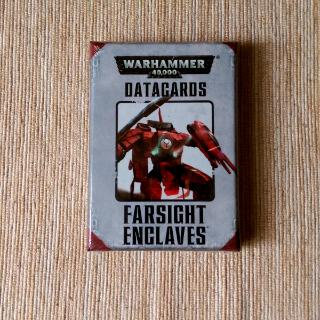 WARHAMMER
40,000
DATACARDS
FARSIGHT
ENCLAVES